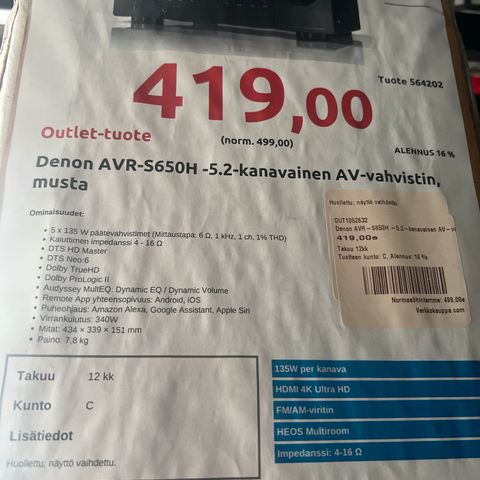 419,00
Tuote 564202
Outlet-tuote
(norm. 499,00)
ALENNUS 16 %
Denon AVR-S650H -5.2-kanavainen AV-vahvistin,
musta
Ominaisuudet:
• 5 x 135 W päätevahvistimet (Mittaustapa: 6 Ω, 1 kHz, 1 ch, 1% THD)
• Kaiuttimen impedanssi 4 - 16 Ω
• DTS HD Master
• DTS Neo:6
• Dolby TrueHD
• Dolby ProLogic II
• Audyssey MultEQ: Dynamic EQ / Dynamic Volume
• Remote App yhteensopivuus: Android, iOS
• Puheohjaus: Amazon Alexa, Google Assistant, Apple Siri
• Virrankulutus: 340W
• Mitat: 434 × 339 × 151 mm
• Paino: 7,8 kg
Huollettu; näyttö vaihdettu.
OUT1052632
Denon AVR-S650H -5.2-kanavainen AV-
419,00e
Takuu 12kk
Tuotteen kunto: C, Alennus: 16 %
Normaalihintamme: 499,00e
Verkkokauppa.com
Takuu 12 kk
Kunto C
Lisätiedot
Huollettu; näyttö vaihdettu.
135W per kanava
HDMI 4K Ultra HD
FM/AM-viritin
HEOS Multiroom
Impedanssi: 4-16 Ω